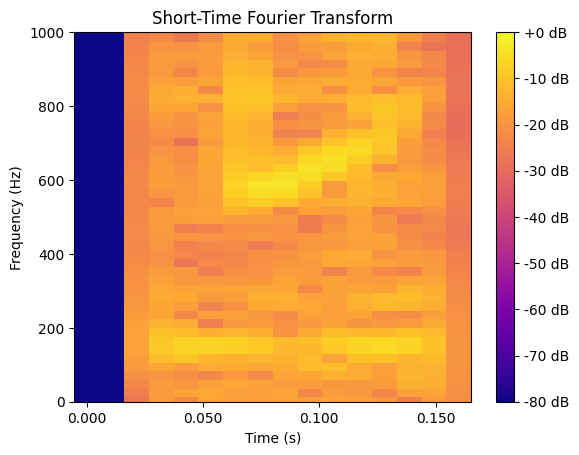 Short-Time Fourier Transform
1000
800
600
400
200
0
Frequency (Hz)
0.000
0.050
0.100
0.150
Time (s)
+0 dB
-10 dB
-20 dB
-30 dB
-40 dB
-50 dB
-60 dB
-70 dB
-80 dB